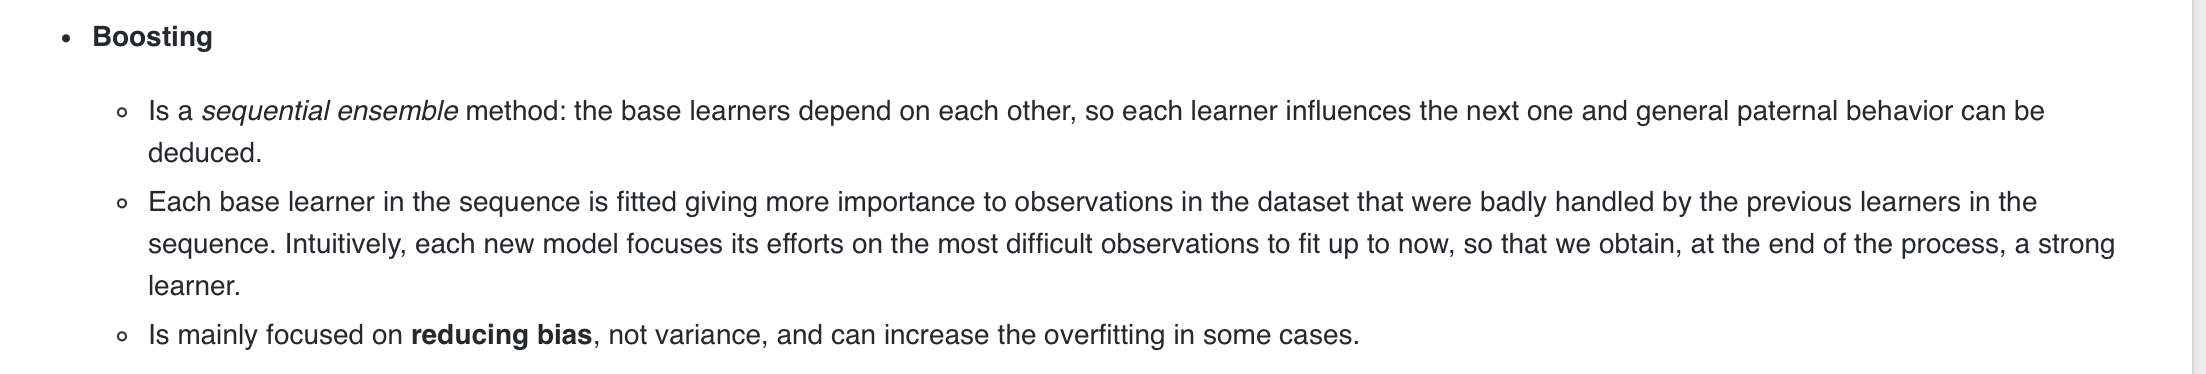 • Boosting
◦ Is a sequential ensemble method: the base learners depend on each other, so each learner influences the next one and general paternal behavior can be
deduced.
◦ Each base learner in the sequence is fitted giving more importance to observations in the dataset that were badly handled by the previous learners in the
sequence. Intuitively, each new model focuses its efforts on the most difficult observations to fit up to now, so that we obtain, at the end of the process, a strong
learner.
◦ Is mainly focused on reducing bias, not variance, and can increase the overfitting in some cases.